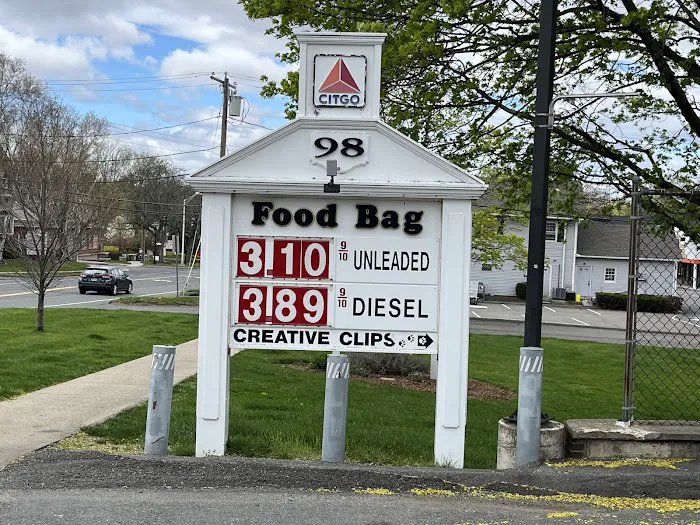 CITGO
98
Food Bag
3.10 9/10 UNLEADED
3.89 9/10 DIESEL
CREATIVE CLIPS